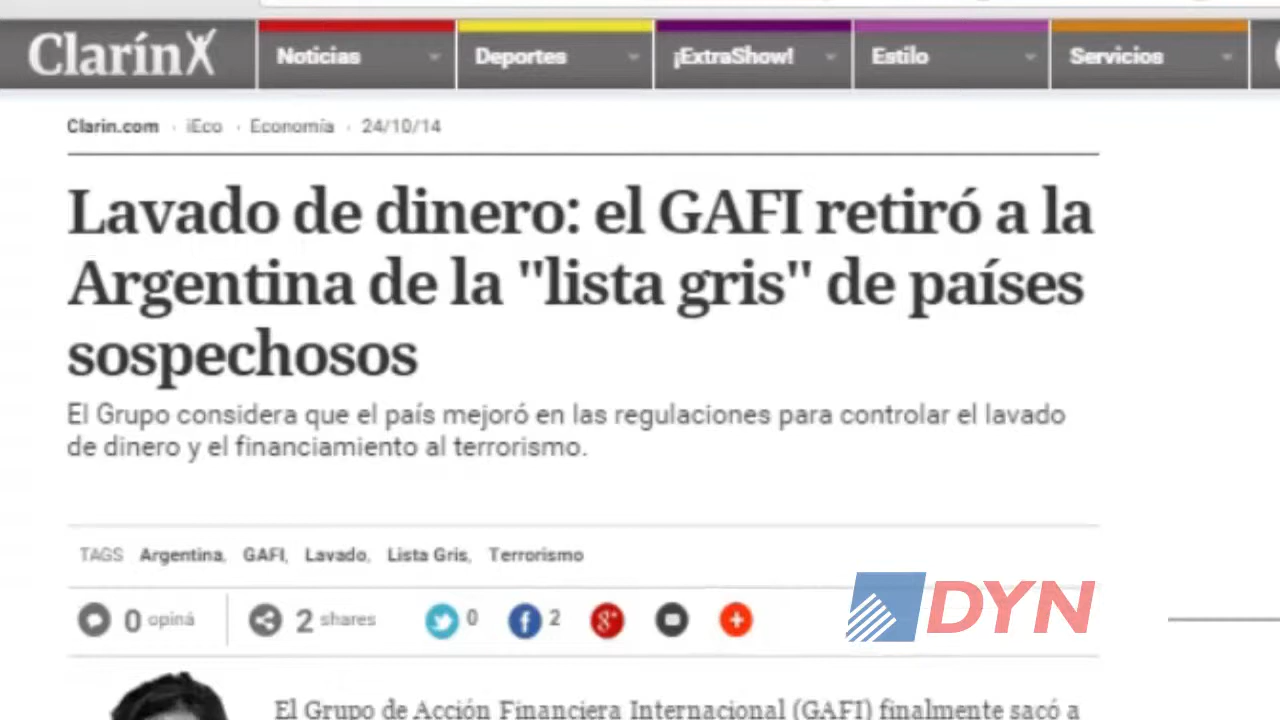 Clarín
Noticias
Deportes
¡ExtraShow!
Estilo
Servicios
Clarin.com › iEco › Economía › 24/10/14
Lavado de dinero: el GAFI retiró a la
Argentina de la "lista gris" de países
sospechosos
El Grupo considera que el país mejoró en las regulaciones para controlar el lavado
de dinero y el financiamiento al terrorismo.
TAGS Argentina, GAFI, Lavado, Lista Gris, Terrorismo
0 opiná
2 shares
0
2
g+
DYN
El Grupo de Acción Financiera Internacional (GAFI) finalmente sacó a